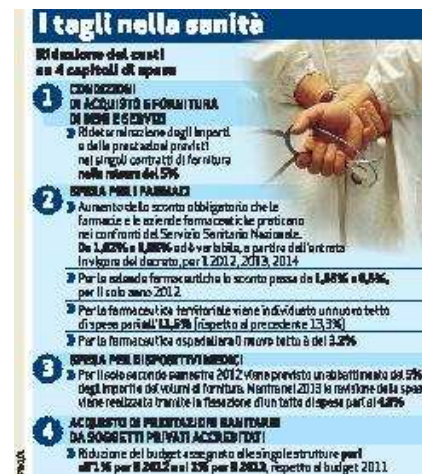 I tagli nella sanità
Riduzione dei costi
su 4 capitoli di spesa
1 CONDIZIONI
DI ACQUISTO E FORNITURA
DI BENI E SERVIZI
Rideterminazione degli importi
e delle prestazioni previsti
nei singoli contratti di fornitura
nella misura del 5%
2 SPESA PER I FARMACI
Aumento dello sconto obbligatorio che le
farmacie e le aziende farmaceutiche praticano
nei confronti del Servizio Sanitario Nazionale.
Da 1,82% a ed è variabile, a partire dall'entrata
in vigore del decreto, per il 2012, 2013, 2014
Per le aziende farmaceutiche lo sconto passa da a
per il solo anno 2012
Per la farmaceutica territoriale viene individuato un nuovo tetto
di spesa pari all'11,5% (rispetto al precedente 13,3%)
Per la farmaceutica ospedaliera il nuovo tetto è del 3,2%
3 SPESA PER DISPOSITIVI MEDICI
Per il solo secondo semestre 2012 viene previsto un abbattimento del 5%
degli importi e dei volumi di fornitura. Mentre nel 2013 la revisione della spesa
viene realizzata tramite la fissazione di un tetto di spesa pari al 4,8%
4 ACQUISTO DI PRESTAZIONI SANITARIE
DA SOGGETTI PRIVATI ACCREDITATI
Riduzione del budget assegnato alle singole strutture pari
all'1% per il 2012 e al 2% per il 2013, rispetto al budget 2011